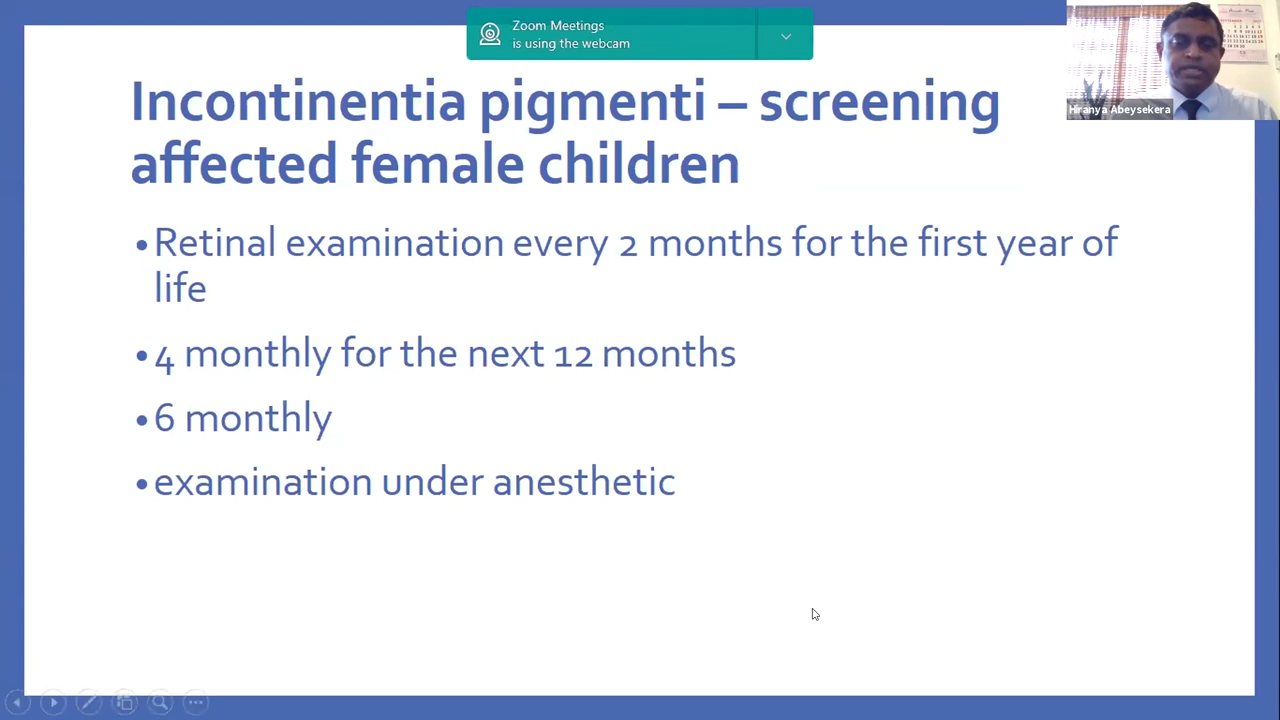 Zoom Meetings
is using the webcam
Incontinentia pigmenti – screening
affected female children
•Retinal examination every 2 months for the first year of
life
•4 monthly for the next 12 months
•6 monthly
•examination under anesthetic
Hiranya Abeysekera